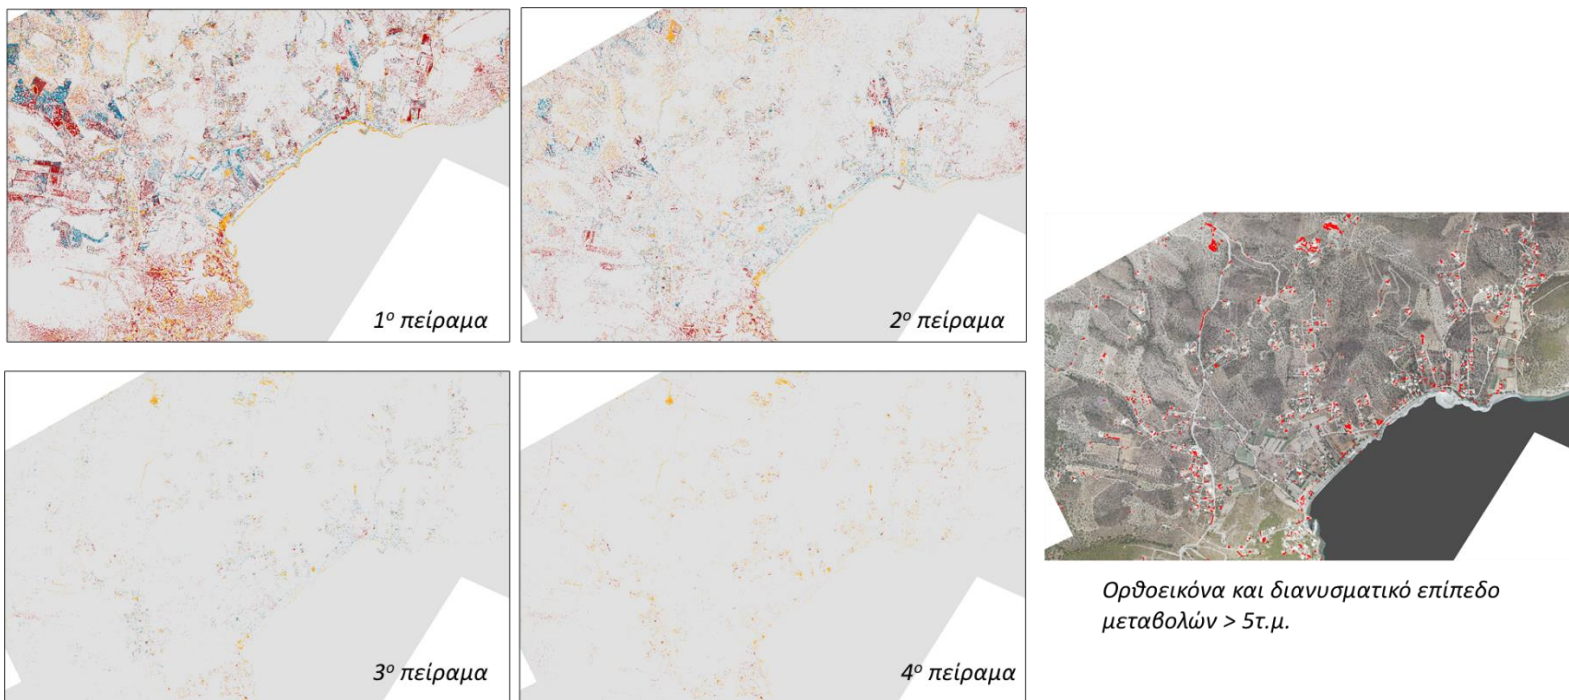 1ο πείραμα
2ο πείραμα
3ο πείραμα
4ο πείραμα
Ορθοεικόνα και διανυσματικό επίπεδο
μεταβολών > 5τ.μ.